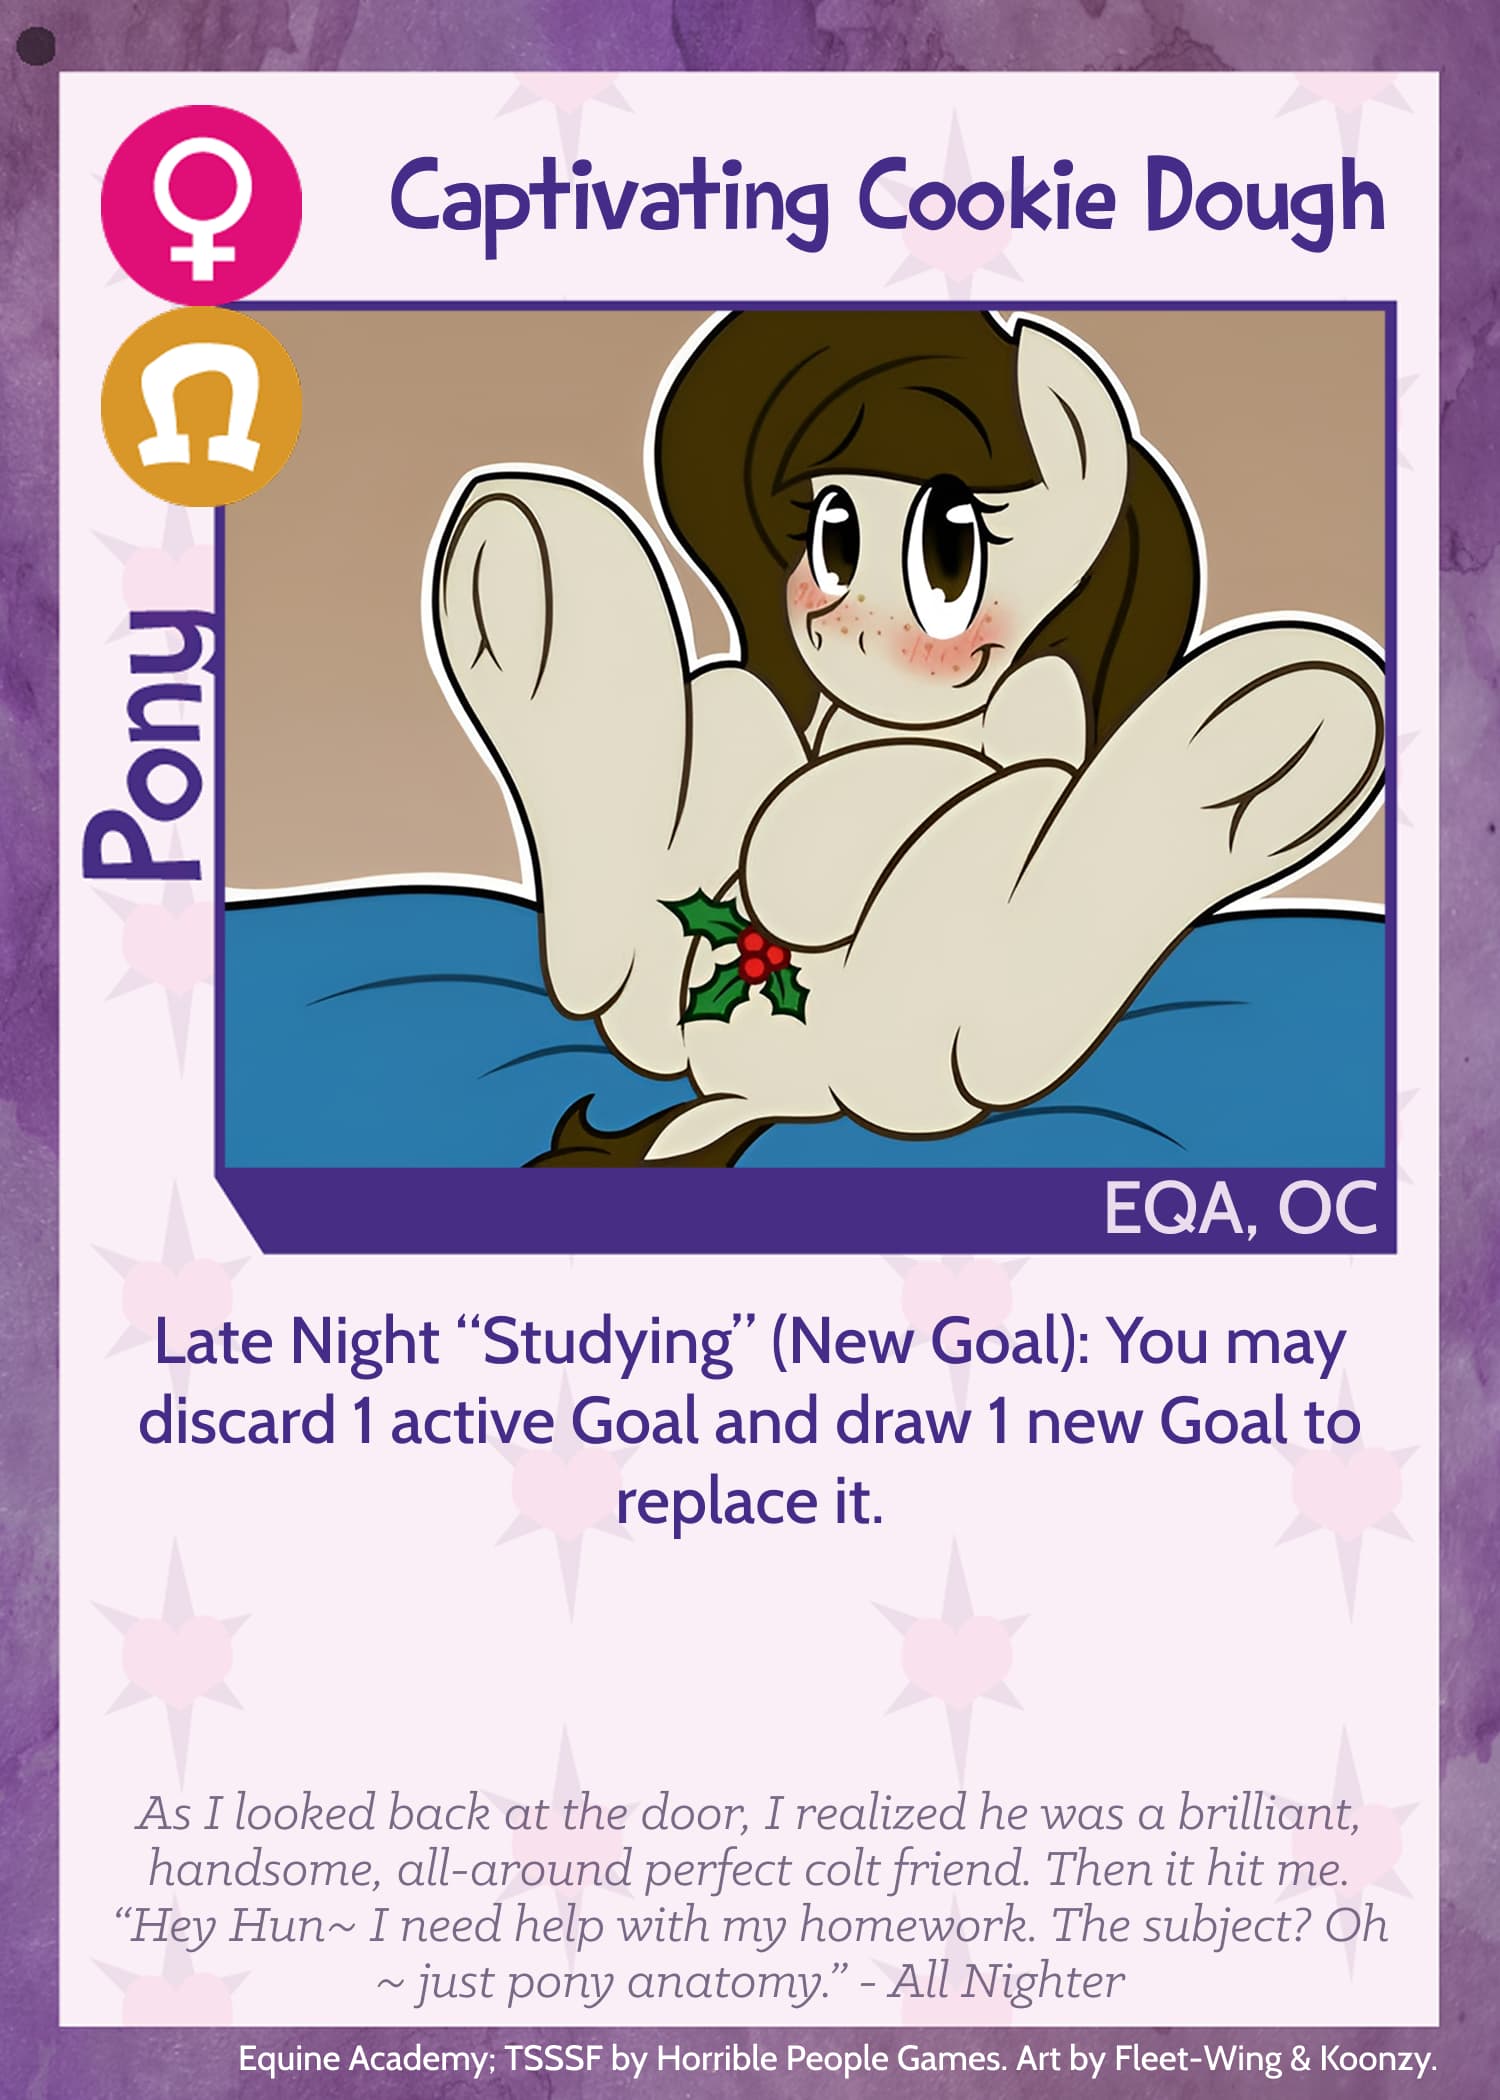 Captivating Cookie Dough
Pony
EQA, OC
Late Night “Studying” (New Goal): You may
discard 1 active Goal and draw 1 new Goal to
replace it.
As I looked back at the door, I realized he was a brilliant,
handsome, all-around perfect colt friend. Then it hit me.
“Hey Hun~ I need help with my homework. The subject? Oh
~ just pony anatomy.” - All Nighter
Equine Academy; TSSSF by Horrible People Games. Art by Fleet-Wing & Koonzy.